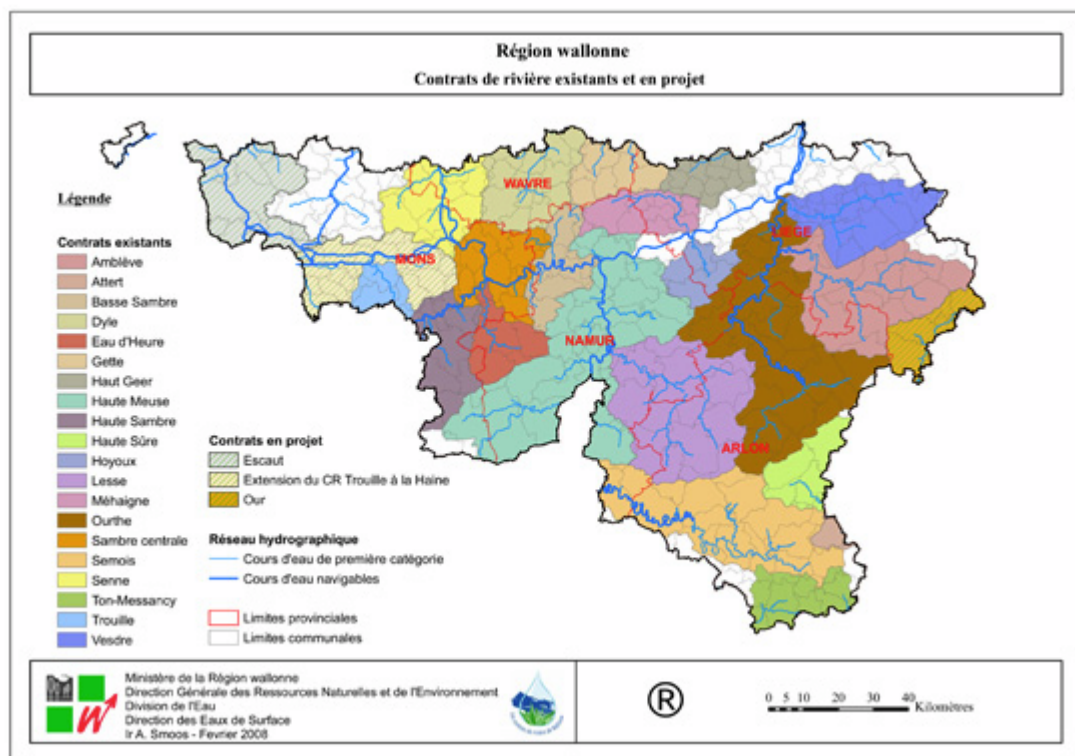 Région wallonne
Contrats de rivière existants et en projet
WAVRE
LIEGE
MONS
NAMUR
ARLON
Légende
Contrats existants
Amblève
Attert
Basse Sambre
Dyle
Eau d'Heure
Gette
Haut Geer
Haute Meuse
Haute Sambre
Haute Sûre
Hoyoux
Lesse
Méhaigne
Ourthe
Sambre centrale
Semois
Senne
Ton-Messancy
Trouille
Vesdre
Contrats en projet
Escaut
Extension du CR Trouille à la Haine
Our
Réseau hydrographique
Cours d'eau de première catégorie
Cours d'eau navigables
Limites provinciales
Limites communales
Ministère de la Région wallonne
Direction Générale des Ressources Naturelles et de l'Environnement
Division de l'Eau
Direction des Eaux de Surface
Ir A. Smoos - Fevrier 2008
®
0 5 10 20 30 40
Kilomètres